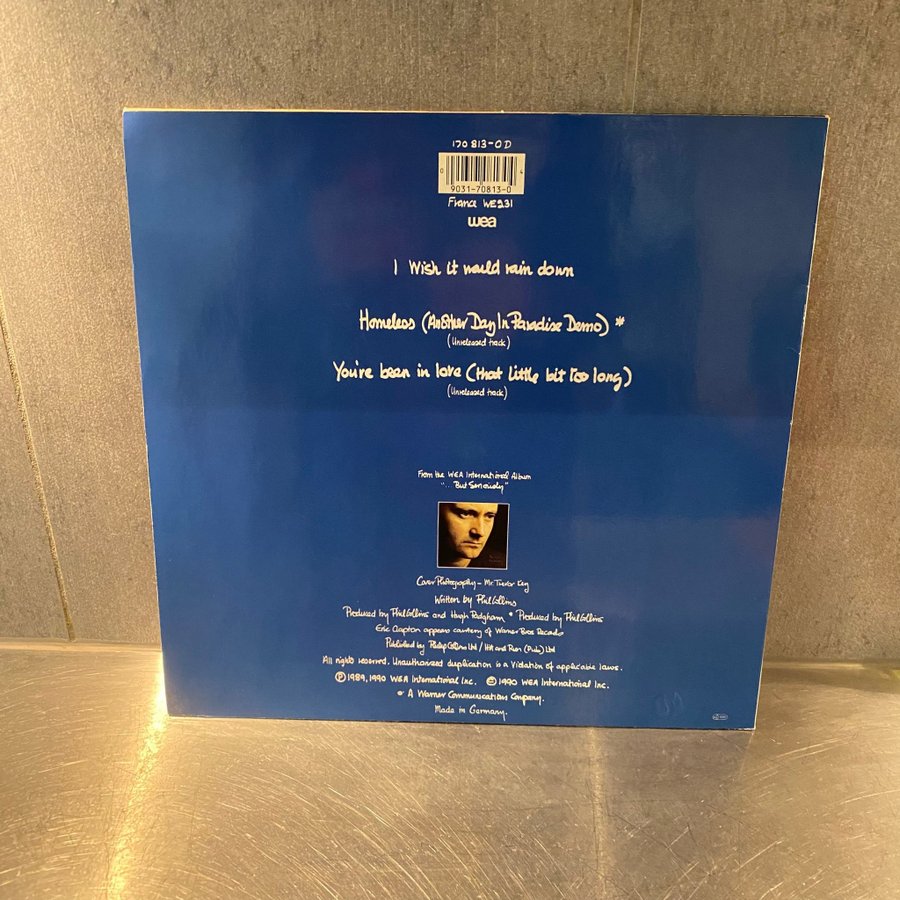 170 813-0 D
0 4
9031-70813-0
France WE231
wea
I Wish it would rain down
Homeless (Another Day In Paradise Demo) *
(Unreleased track)
You're been in love (that little bit too long)
(Unreleased track)
From the WEA International Album
"... But Seriously"
Cover Photography - Mr. Trevor Key
Written by Phil Collins
Produced by Phil Collins and Hugh Padgham * Produced by Phil Collins
Eric Clapton appears courtesy of Warner Bros Records
Published by Philip Collins Ltd / Hit and Run (Pub.) Ltd
All rights reserved. Unauthorized duplication is a Violation of applicable laws.
℗ 1989, 1990 WEA International Inc. © 1990 WEA International Inc.
A Warner Communications Company.
Made in Germany.